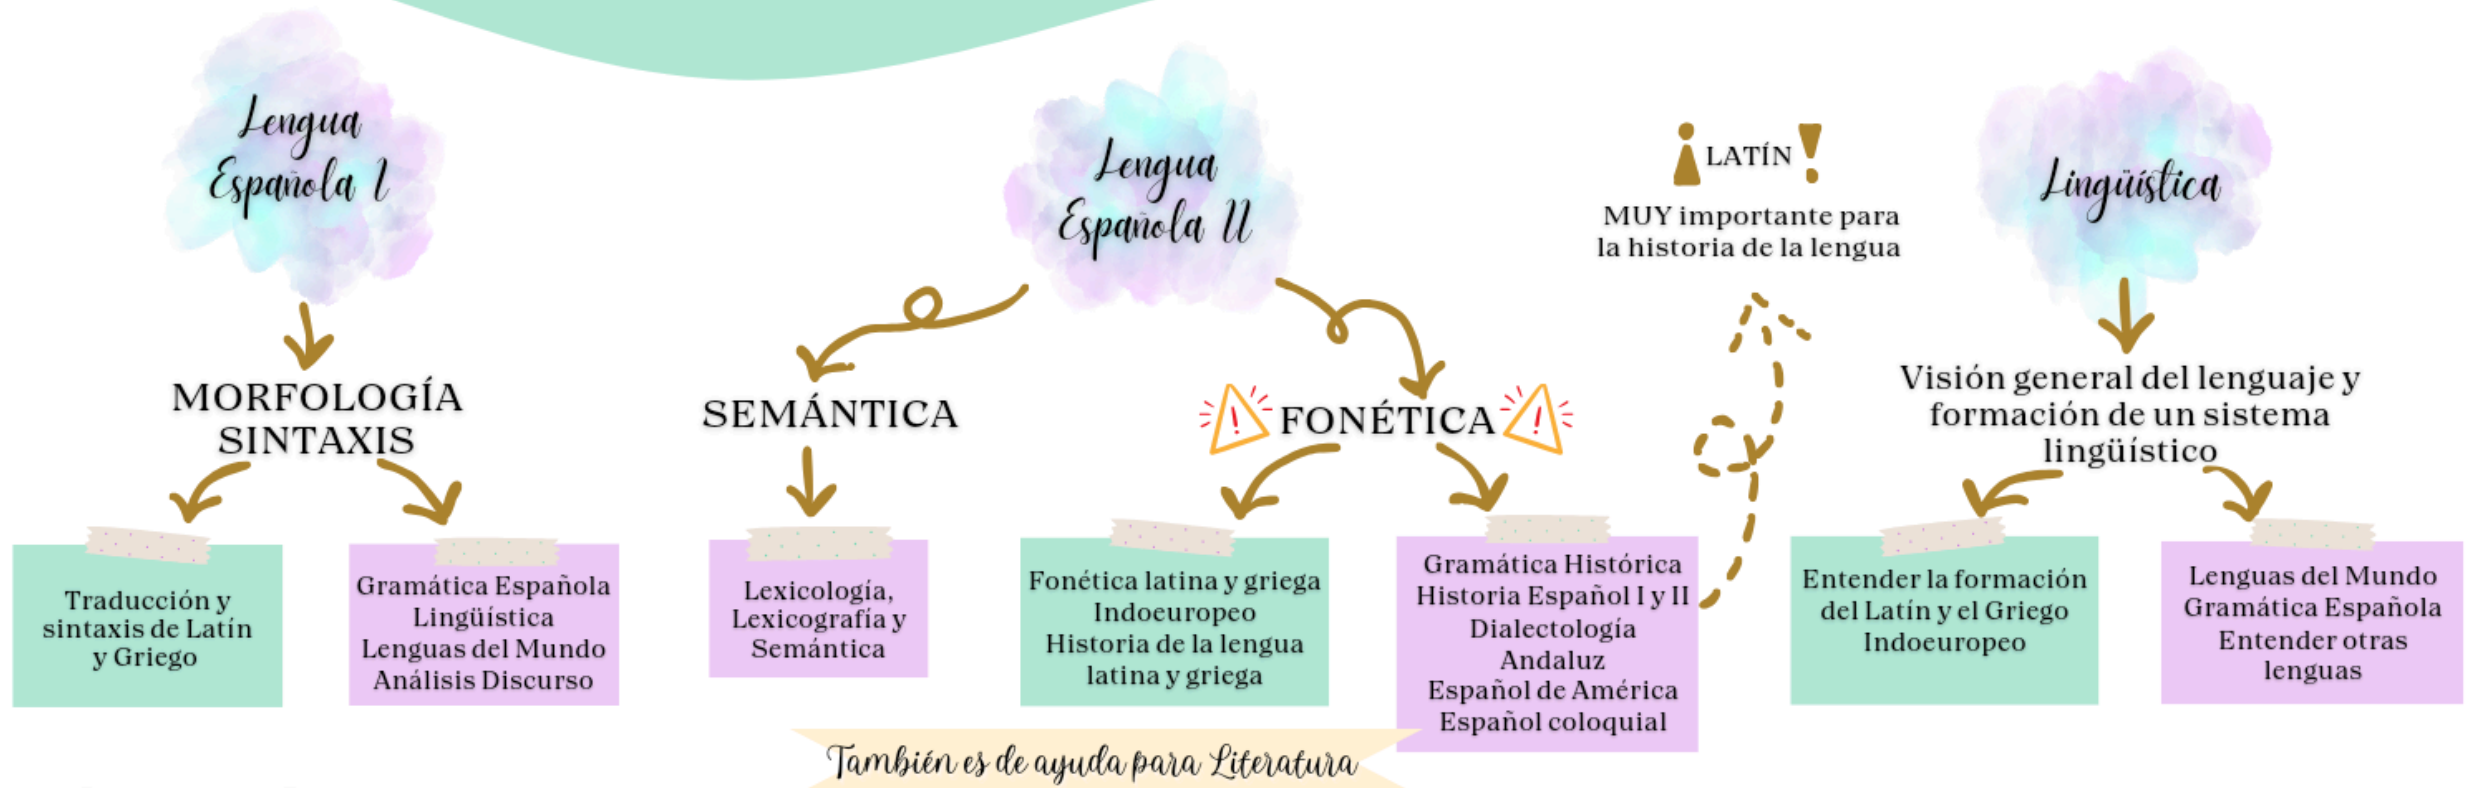 Lengua
Española I
MORFOLOGÍA
SINTAXIS
Traducción y
sintaxis de Latín
y Griego
Gramática Española
Lingüística
Lenguas del Mundo
Análisis Discurso
Lengua
Española II
SEMÁNTICA
Lexicología,
Lexicografía y
Semántica
! FONÉTICA !
Fonética latina y griega
Indoeuropeo
Historia de la lengua
latina y griega
Gramática Histórica
Historia Español I y II
Dialectología
Andaluz
Español de América
Español coloquial
¡LATÍN!
MUY importante para
la historia de la lengua
Lingüística
Visión general del lenguaje y
formación de un sistema
lingüístico
Entender la formación
del Latín y el Griego
Indoeuropeo
Lenguas del Mundo
Gramática Española
Entender otras
lenguas
También es de ayuda para Literatura